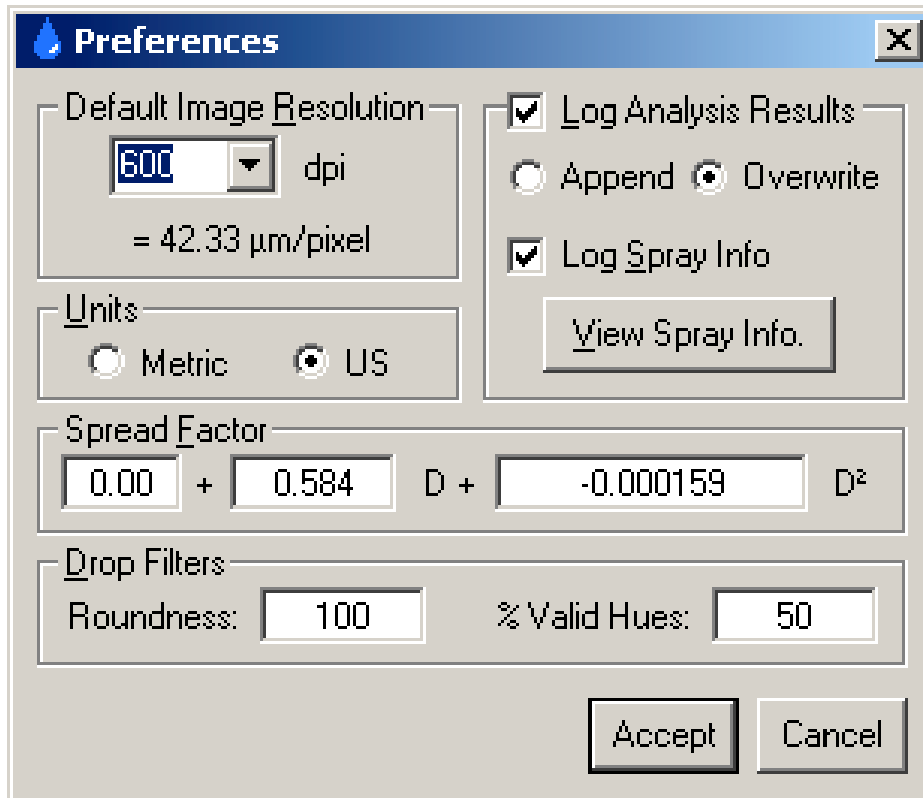 Preferences
Default Image Resolution
600 dpi
= 42.33 µm/pixel
Log Analysis Results
Append Overwrite
Log Spray Info
View Spray Info.
Units
Metric US
Spread Factor
0.00 + 0.584 D + -0.000159 D²
Drop Filters
Roundness: 100 % Valid Hues: 50
Accept Cancel